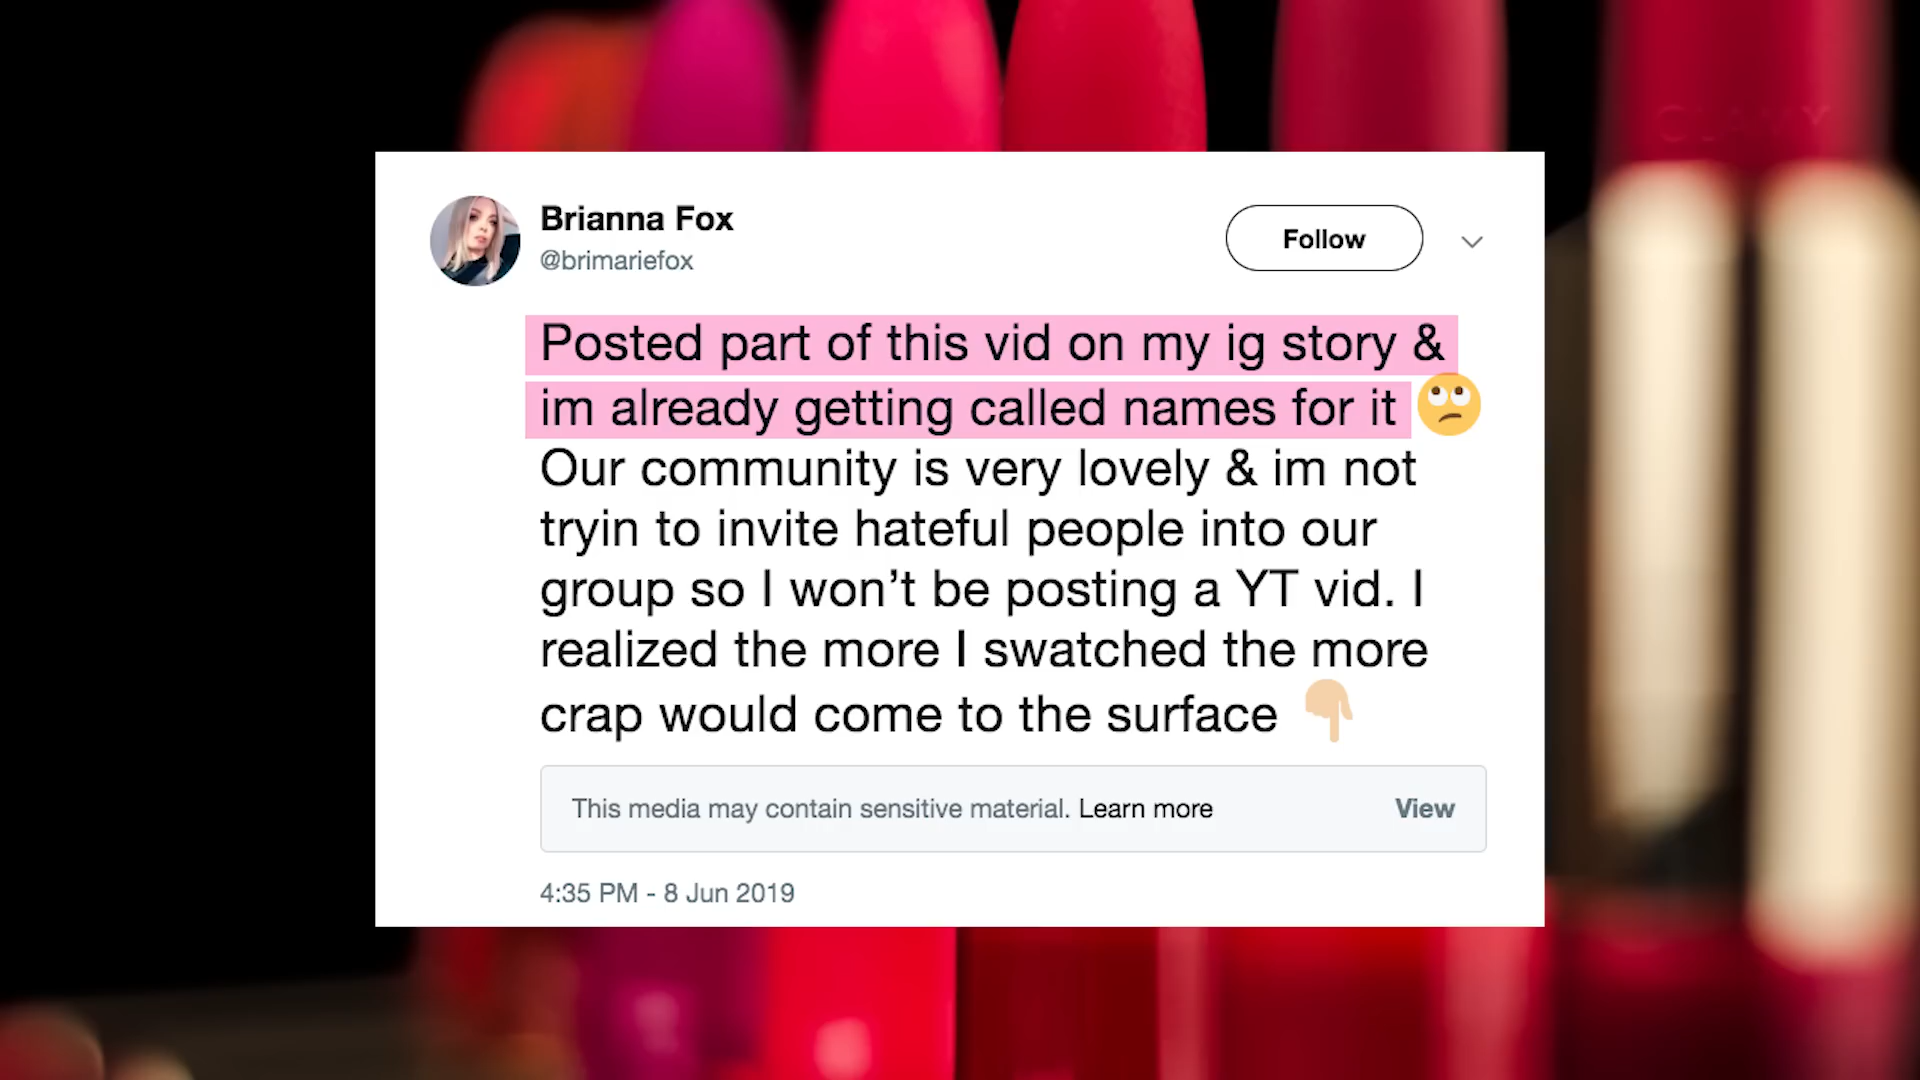 Brianna Fox
@brimariefox
Follow
Posted part of this vid on my ig story &
im already getting called names for it 🙄
Our community is very lovely & im not
tryin to invite hateful people into our
group so I won’t be posting a YT vid. I
realized the more I swatched the more
crap would come to the surface 👇🏼
This media may contain sensitive material. Learn more
View
4:35 PM - 8 Jun 2019